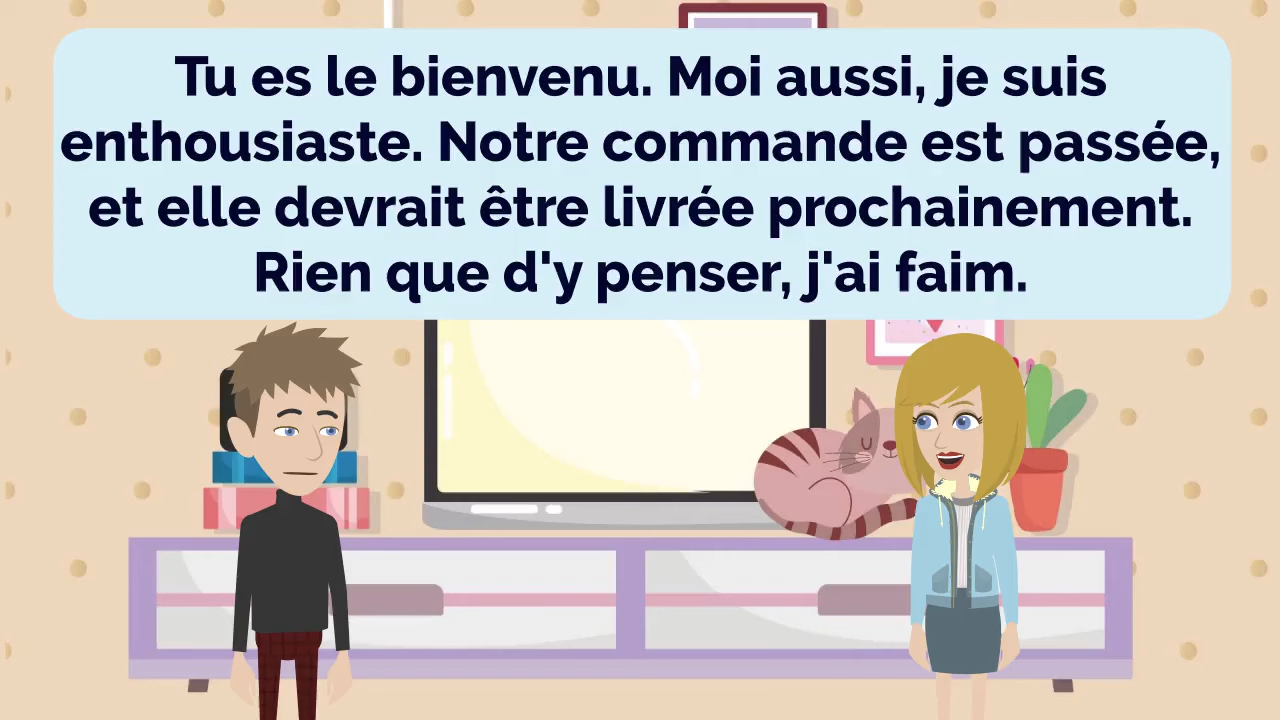 Tu es le bienvenu. Moi aussi, je suis
enthousiaste. Notre commande est passée,
et elle devrait être livrée prochainement.
Rien que d'y penser, j'ai faim.